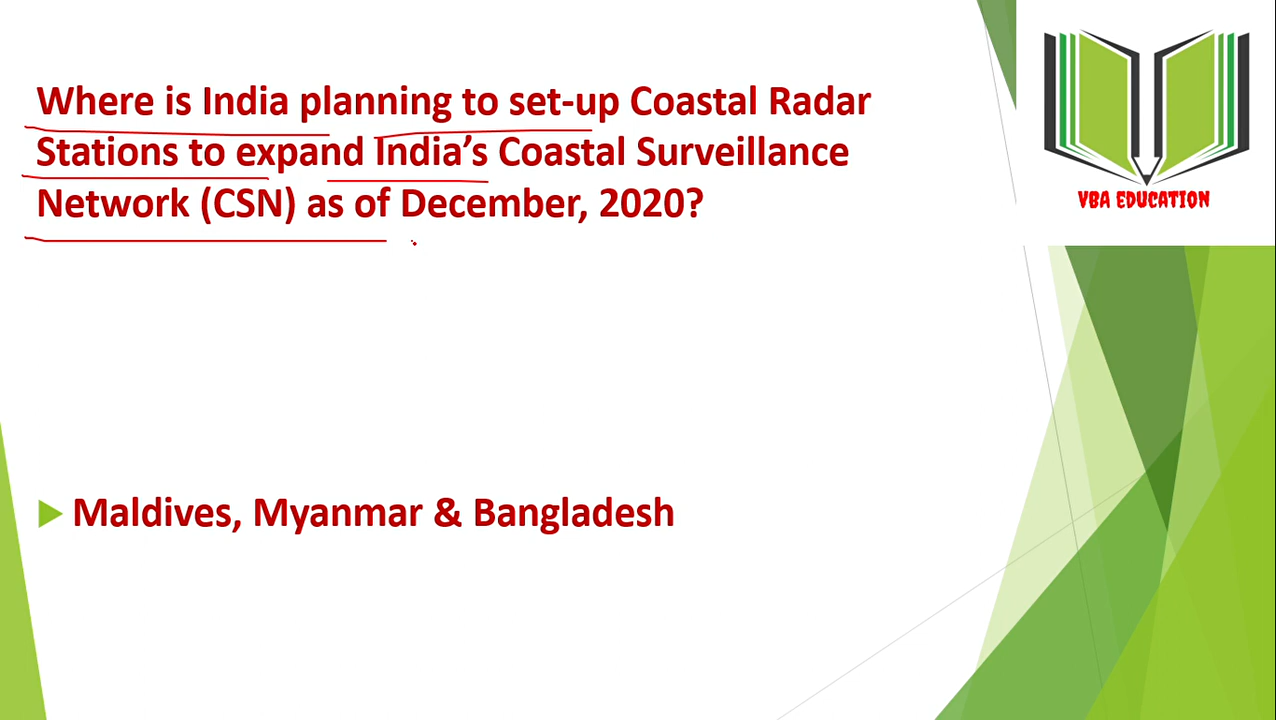 Where is India planning to set-up Coastal Radar
Stations to expand India's Coastal Surveillance
Network (CSN) as of December, 2020?
VBA EDUCATION
Maldives, Myanmar & Bangladesh